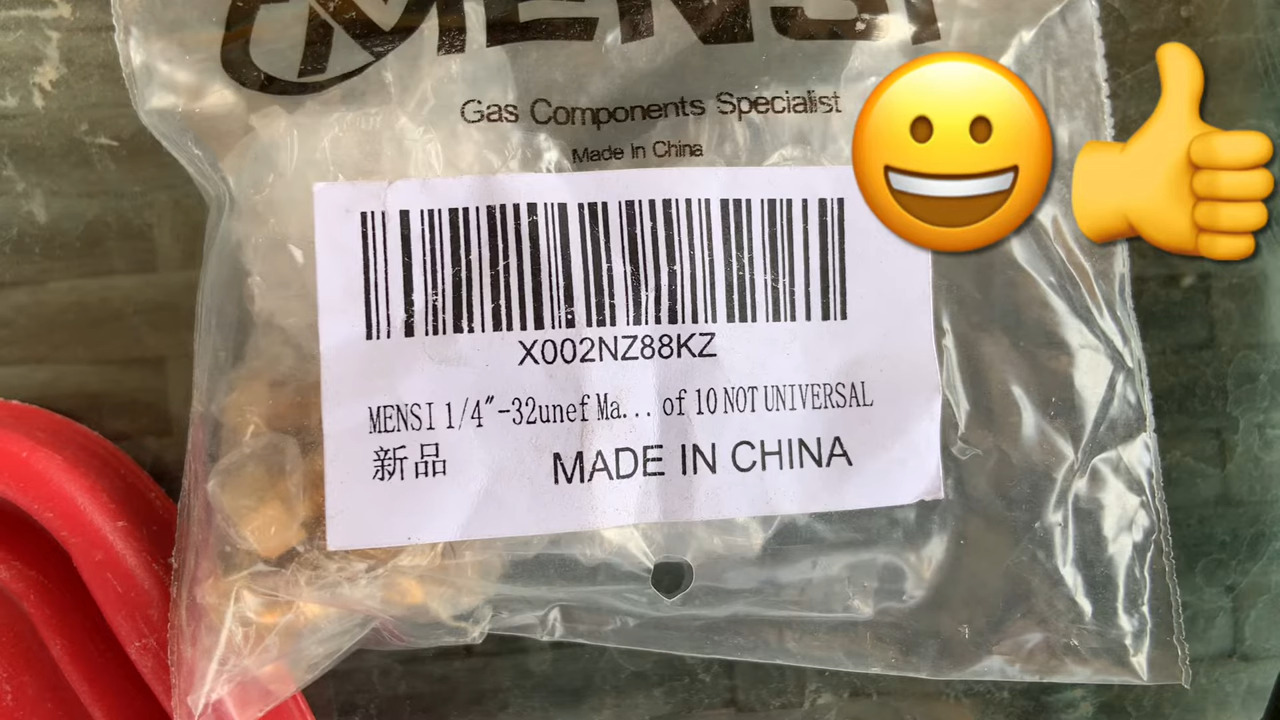 MENSI
Gas Components Specialist
Made In China
X002NZ88KZ
MENSI 1/4″-32unef Ma... of 10 NOT UNIVERSAL
新品
MADE IN CHINA